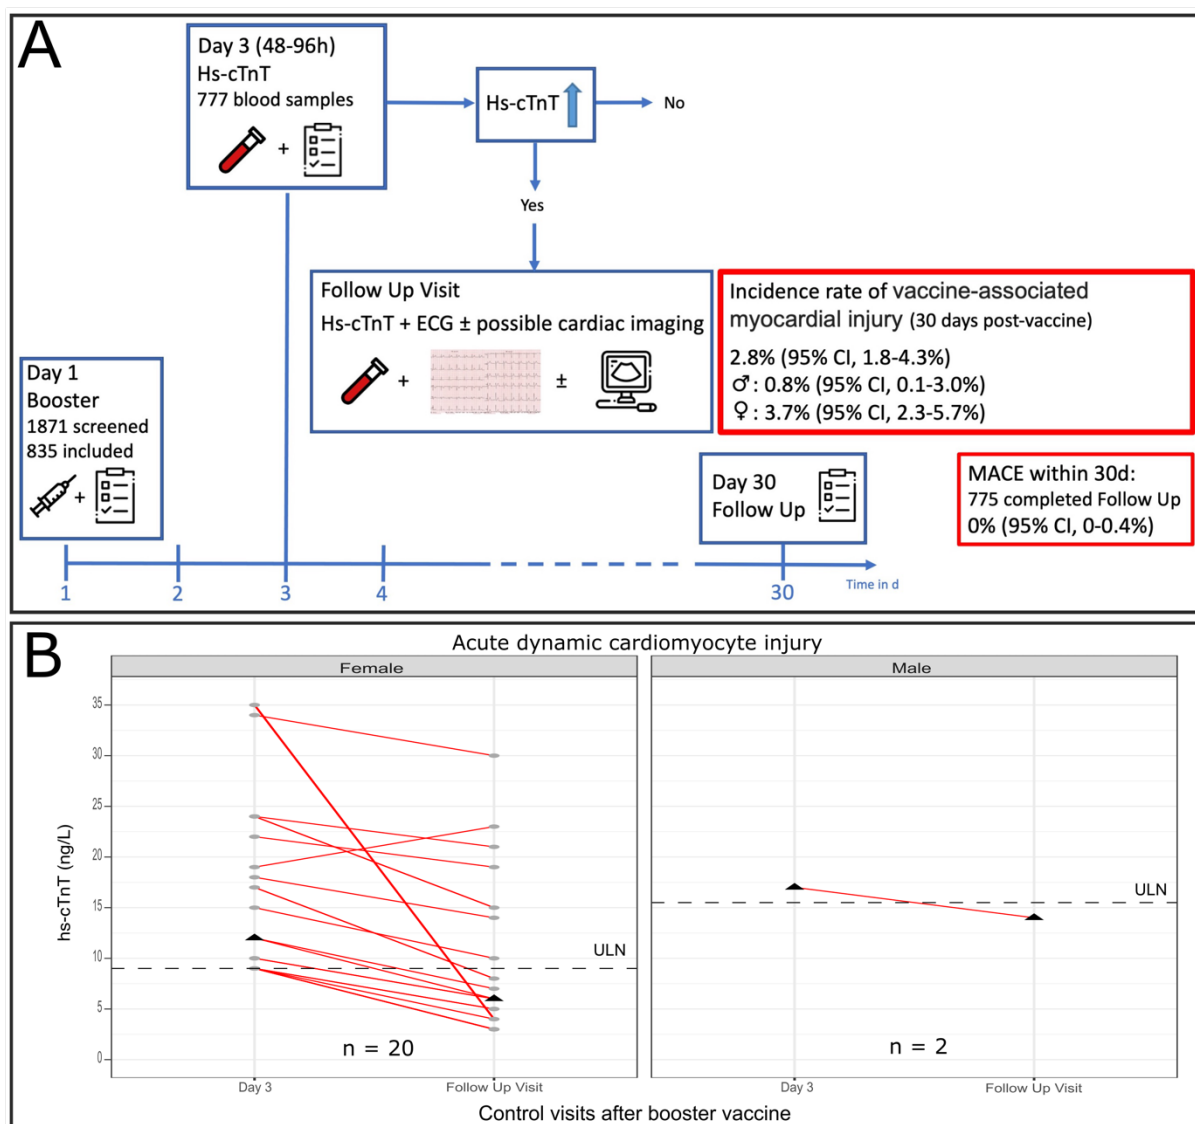 A
Day 3 (48-96h)
Hs-cTnT
777 blood samples
+
Hs-cTnT
No
Yes
Follow Up Visit
Hs-cTnT + ECG ± possible cardiac imaging
+
±
Incidence rate of vaccine-associated
myocardial injury (30 days post-vaccine)
2.8% (95% CI, 1.8-4.3%)
♂: 0.8% (95% CI, 0.1-3.0%)
♀: 3.7% (95% CI, 2.3-5.7%)
Day 1
Booster
1871 screened
835 included
+
Day 30
Follow Up
MACE within 30d:
775 completed Follow Up
0% (95% CI, 0-0.4%)
1 2 3 4 30 Time in d
B
Acute dynamic cardiomyocyte injury
Female Male
hs-cTnT (ng/L)
35
30
25
20
15
10
5
0
ULN
ULN
n = 20
n = 2
Day 3 Follow Up Visit Day 3 Follow Up Visit
Control visits after booster vaccine